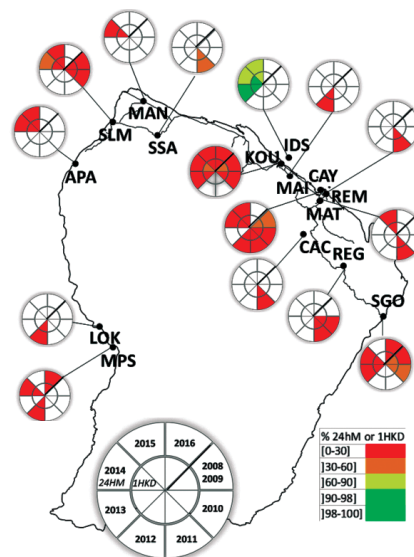 MAN
SLM
SSA
APA
IDS
KOU
MAI
CAY
REM
MAT
CAC
REG
SGO
LOK
MPS
2015
2016
2014
24HM
1HKD
2008
2009
2013
2010
2012
2011
% 24hM or 1HKD
[0-30]
]30-60]
]60-90]
]90-98]
]98-100]